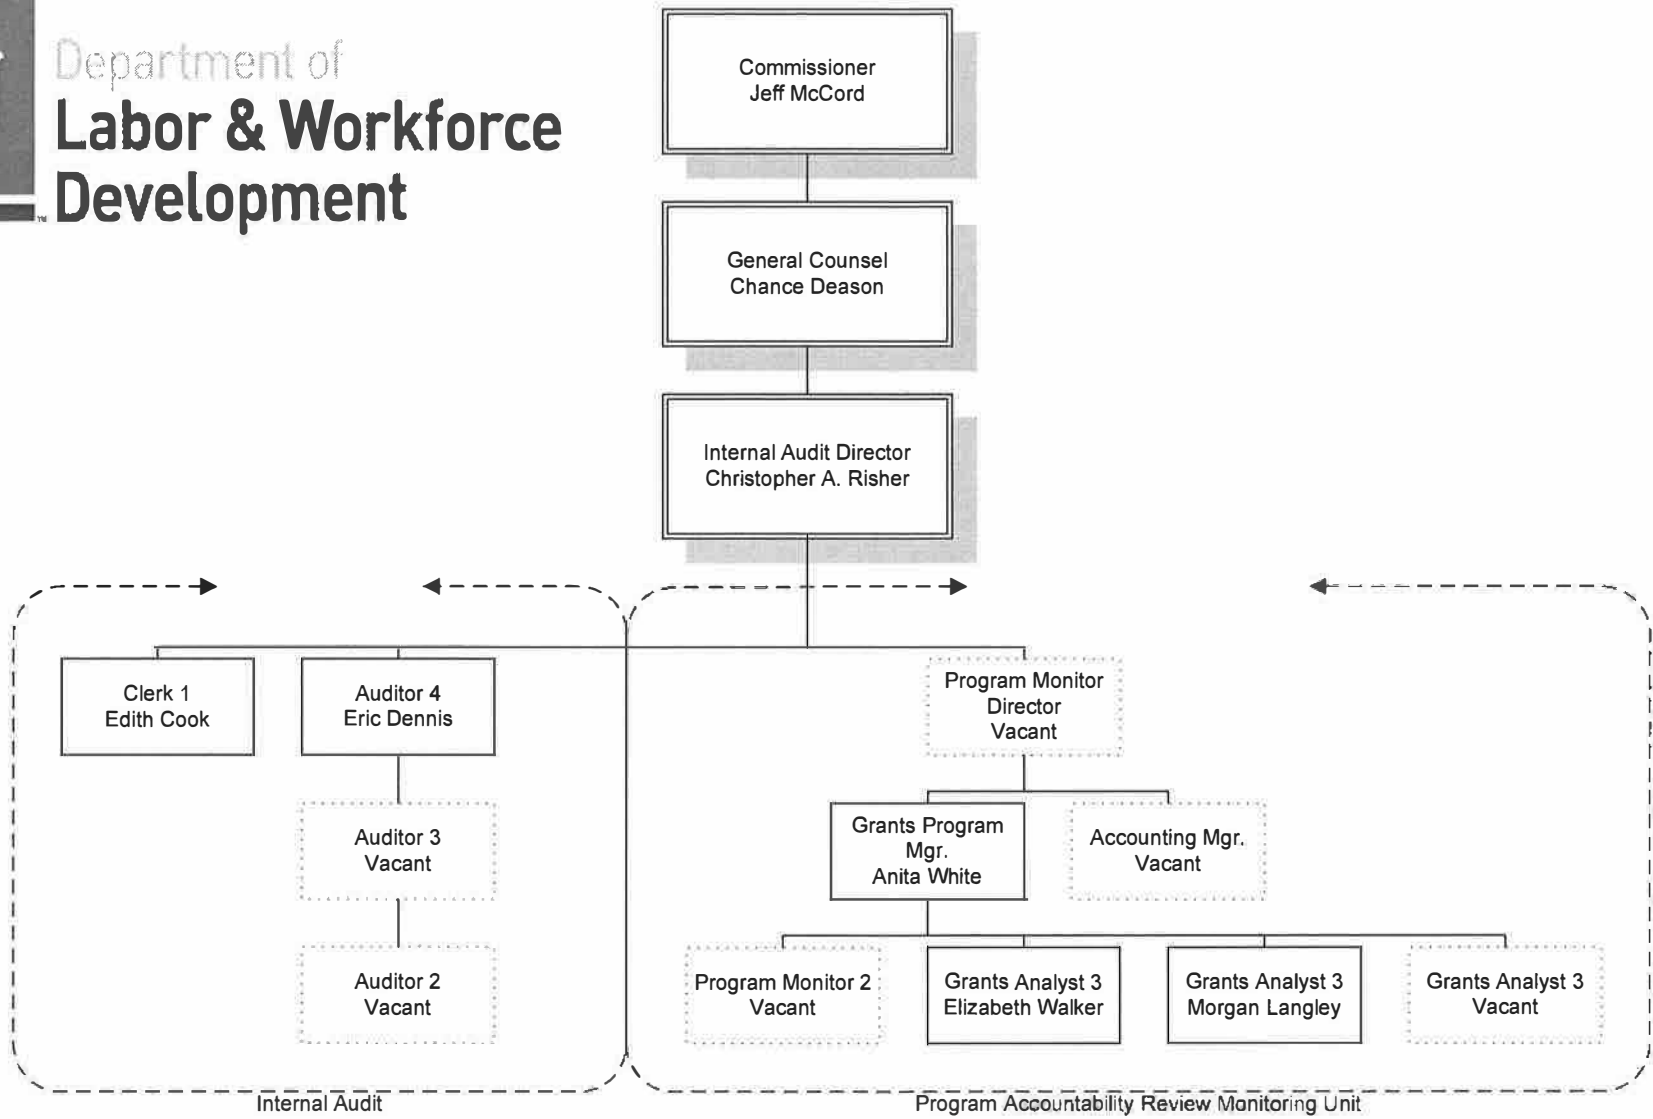 Department of
Labor & Workforce
Development
TM
Commissioner
Jeff McCord
General Counsel
Chance Deason
Internal Audit Director
Christopher A. Risher
Clerk 1
Edith Cook
Auditor 4
Eric Dennis
Program Monitor
Director
Vacant
Auditor 3
Vacant
Grants Program
Mgr.
Anita White
Accounting Mgr.
Vacant
Auditor 2
Vacant
Program Monitor 2
Vacant
Grants Analyst 3
Elizabeth Walker
Grants Analyst 3
Morgan Langley
Grants Analyst 3
Vacant
Internal Audit
Program Accountability Review Monitoring Unit